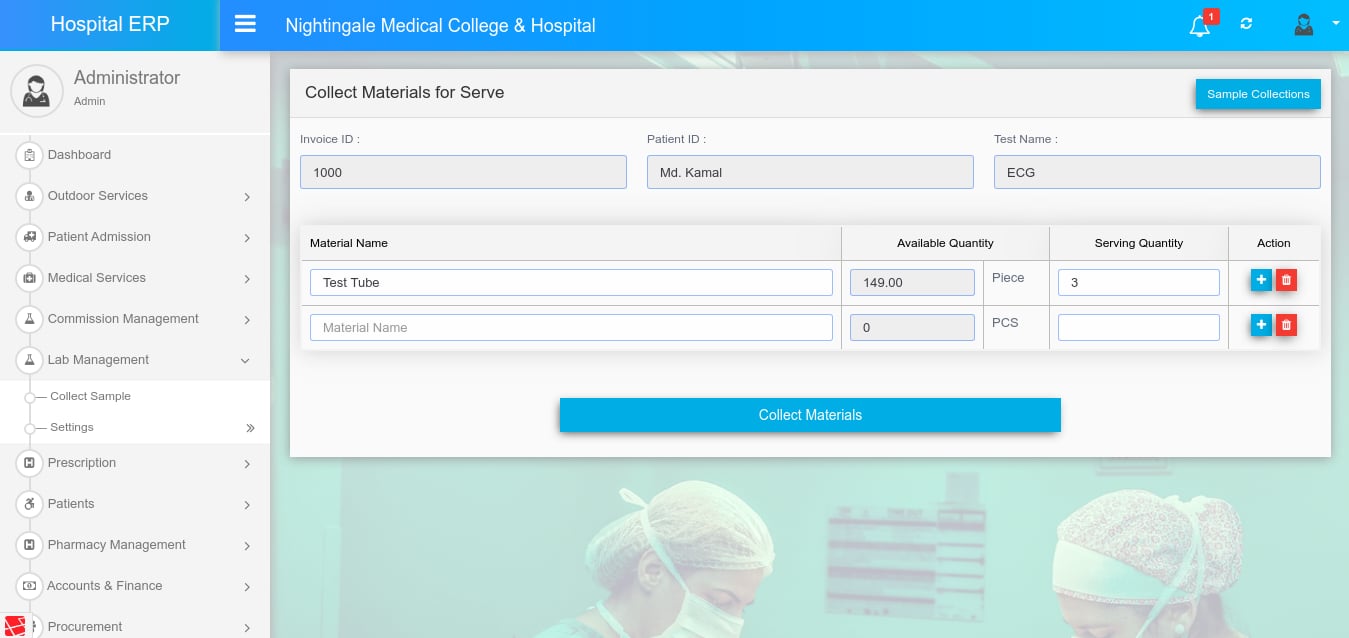 Hospital ERP
Nightingale Medical College & Hospital
1
Administrator
Admin
Dashboard
Outdoor Services
Patient Admission
Medical Services
Commission Management
Lab Management
Collect Sample
Settings
Prescription
Patients
Pharmacy Management
Accounts & Finance
Procurement
Collect Materials for Serve
Sample Collections
Invoice ID : Patient ID : Test Name :
1000 Md. Kamal ECG
Material Name Available Quantity Serving Quantity Action
Test Tube 149.00 Piece 3
Material Name 0 PCS
Collect Materials